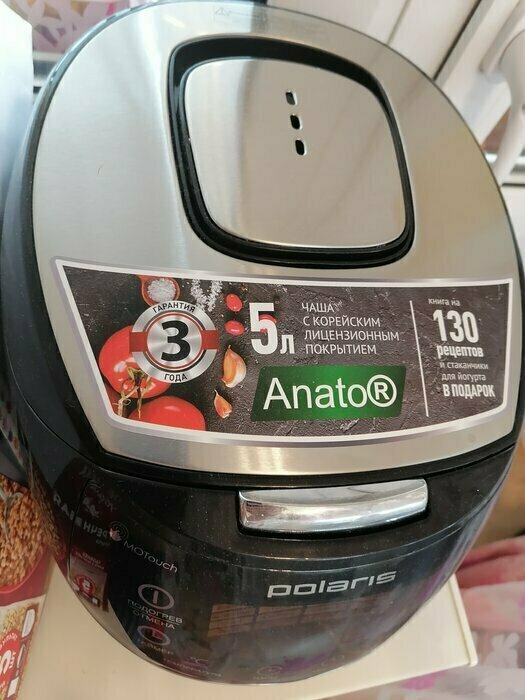 ГАРАНТИЯ
3
ГОДА
5л
ЧАША
С КОРЕЙСКИМ
ЛИЦЕНЗИОННЫМ
ПОКРЫТИЕМ
Anato®
книга на
130
рецептов
и стаканчики
для йогурта
- В ПОДАРОК
MOTouch
polaris
ПОДОГРЕВ
ОТМЕНА